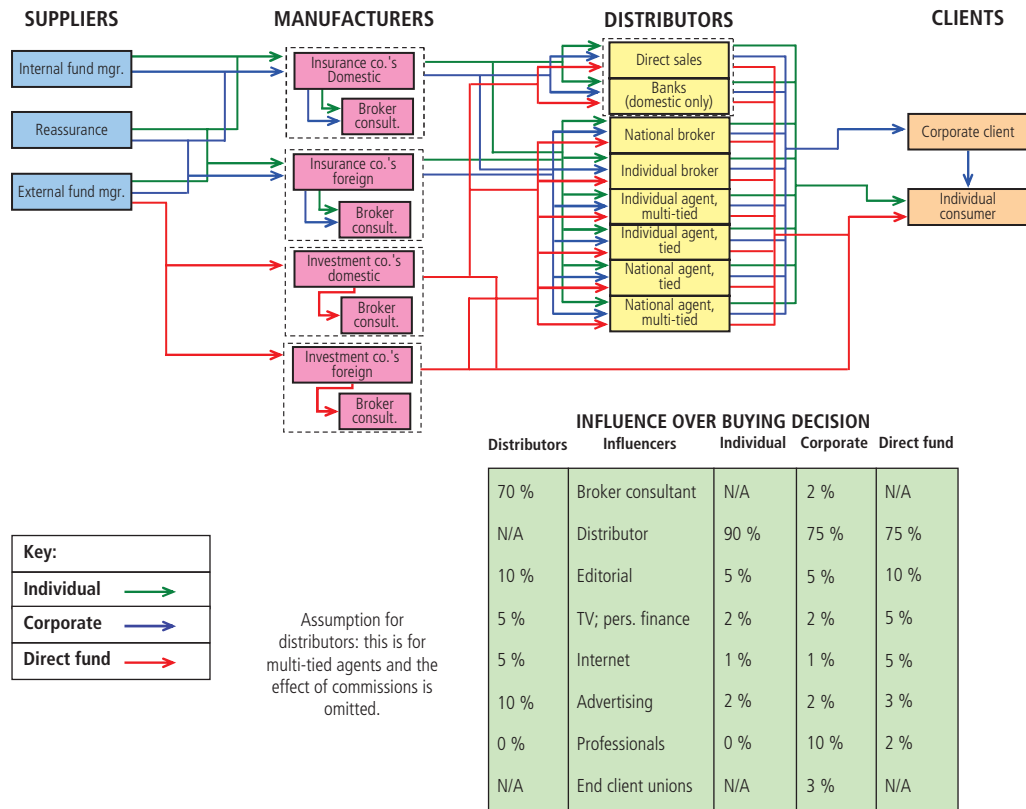 SUPPLIERS
MANUFACTURERS
DISTRIBUTORS
CLIENTS
Internal fund mgr.
Reassurance
External fund mgr.
Insurance co.'s
Domestic
Broker
consult.
Insurance co.'s
foreign
Broker
consult.
Investment co.'s
domestic
Broker
consult.
Investment co.'s
foreign
Broker
consult.
Direct sales
Banks
(domestic only)
National broker
Individual broker
Individual agent,
multi-tied
Individual agent,
tied
National agent,
tied
National agent,
multi-tied
Corporate client
Individual
consumer
Key:
Individual
Corporate
Direct fund
Assumption for
distributors: this is for
multi-tied agents and the
effect of commissions is
omitted.
INFLUENCE OVER BUYING DECISION
Distributors Influencers Individual Corporate Direct fund
70 % Broker consultant N/A 2 % N/A
N/A Distributor 90 % 75 % 75 %
10 % Editorial 5 % 5 % 10 %
5 % TV; pers. finance 2 % 2 % 5 %
5 % Internet 1 % 1 % 5 %
10 % Advertising 2 % 2 % 3 %
0 % Professionals 0 % 10 % 2 %
N/A End client unions N/A 3 % N/A